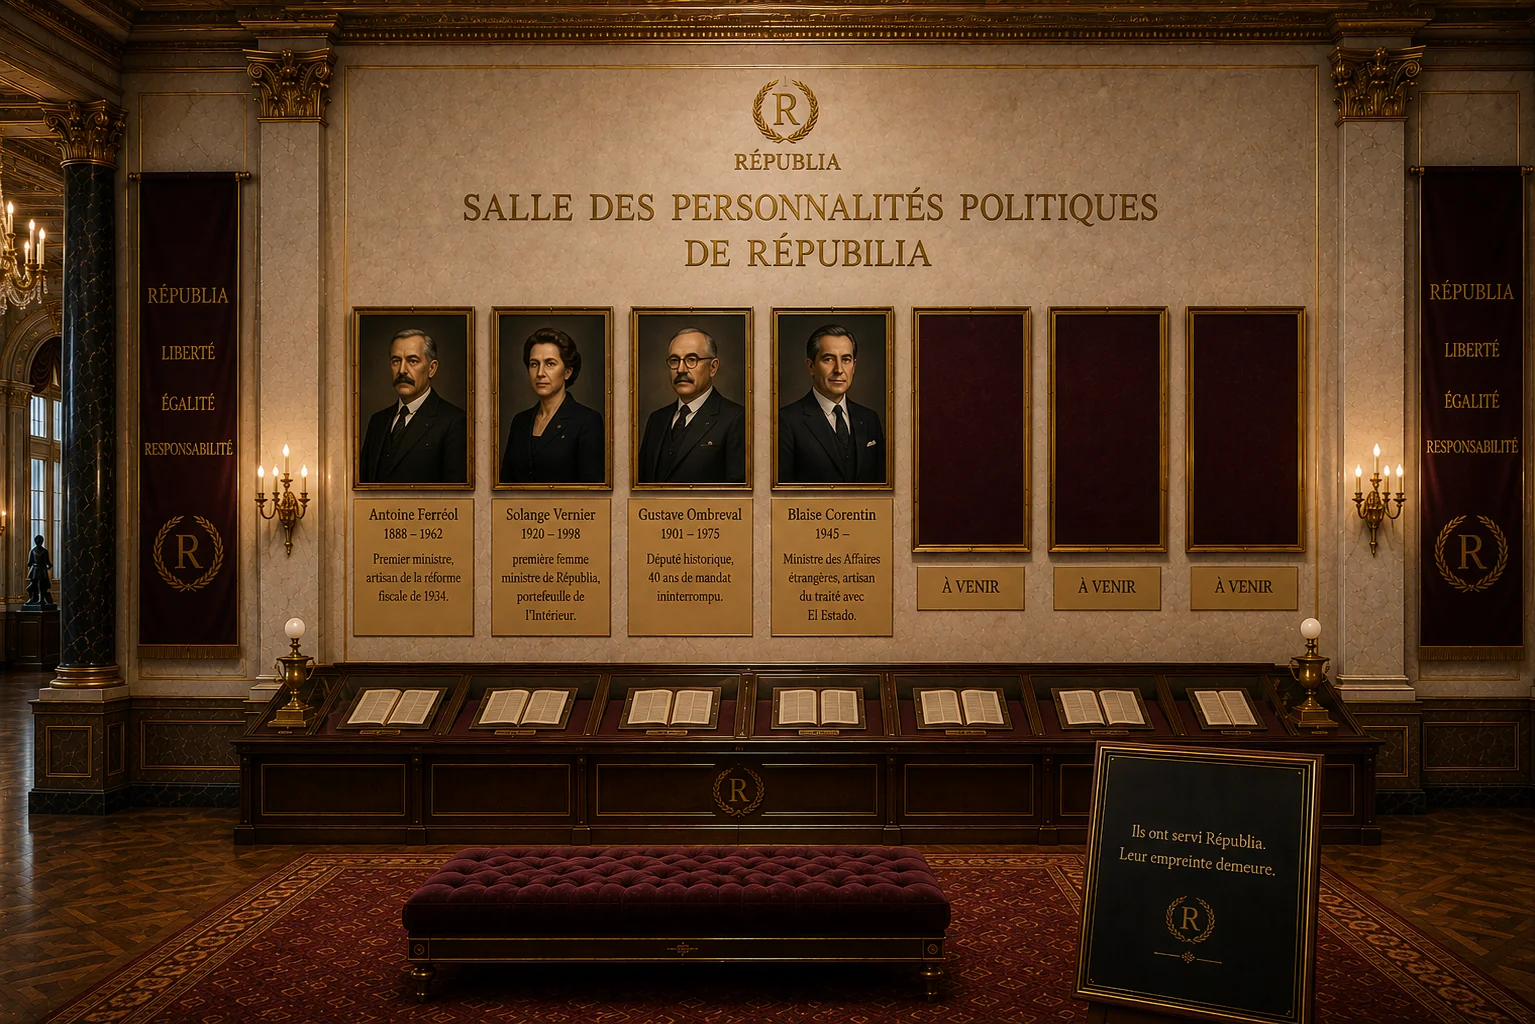 R
RÉPUBLIA
SALLE DES PERSONNALITÉS POLITIQUES
DE RÉPUBILIA
RÉPUBLIA
LIBERTÉ
ÉGALITÉ
RESPONSABILITÉ
R
Antoine Ferréol
1888 – 1962
Premier ministre,
artisan de la réforme
fiscale de 1934.
Solange Vernier
1920 – 1998
première femme
ministre de Républia,
portefeuille de
l'Intérieur.
Gustave Ombreval
1901 – 1975
Député historique,
40 ans de mandat
ininterrompu.
Blaise Corentin
1945 –
Ministre des Affaires
étrangères, artisan
du traité avec
El Estado.
À VENIR
À VENIR
À VENIR
RÉPUBLIA
LIBERTÉ
ÉGALITÉ
RESPONSABILITÉ
R
R
Ils ont servi Républia.
Leur empreinte demeure.
R